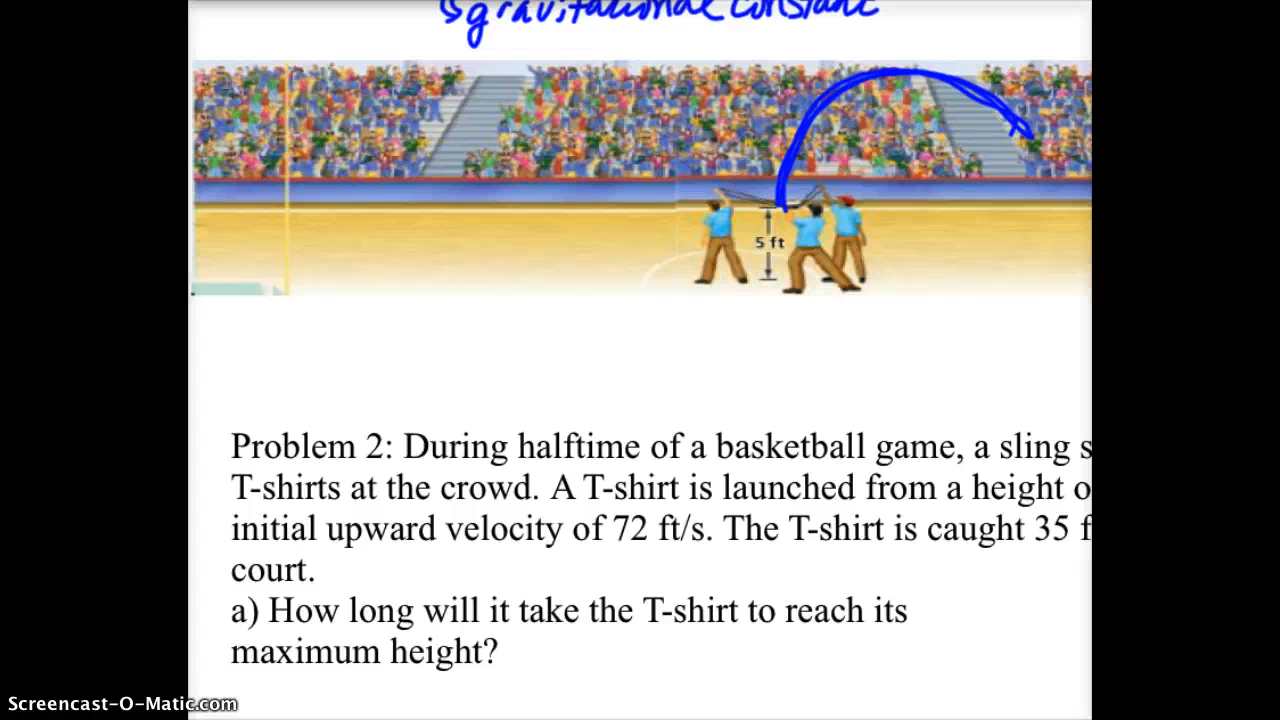 gravitational constant
5 ft
Problem 2: During halftime of a basketball game, a sling s
T-shirts at the crowd. A T-shirt is launched from a height o
initial upward velocity of 72 ft/s. The T-shirt is caught 35 f
court.
a) How long will it take the T-shirt to reach its
maximum height?
Screencast-O-Matic.com